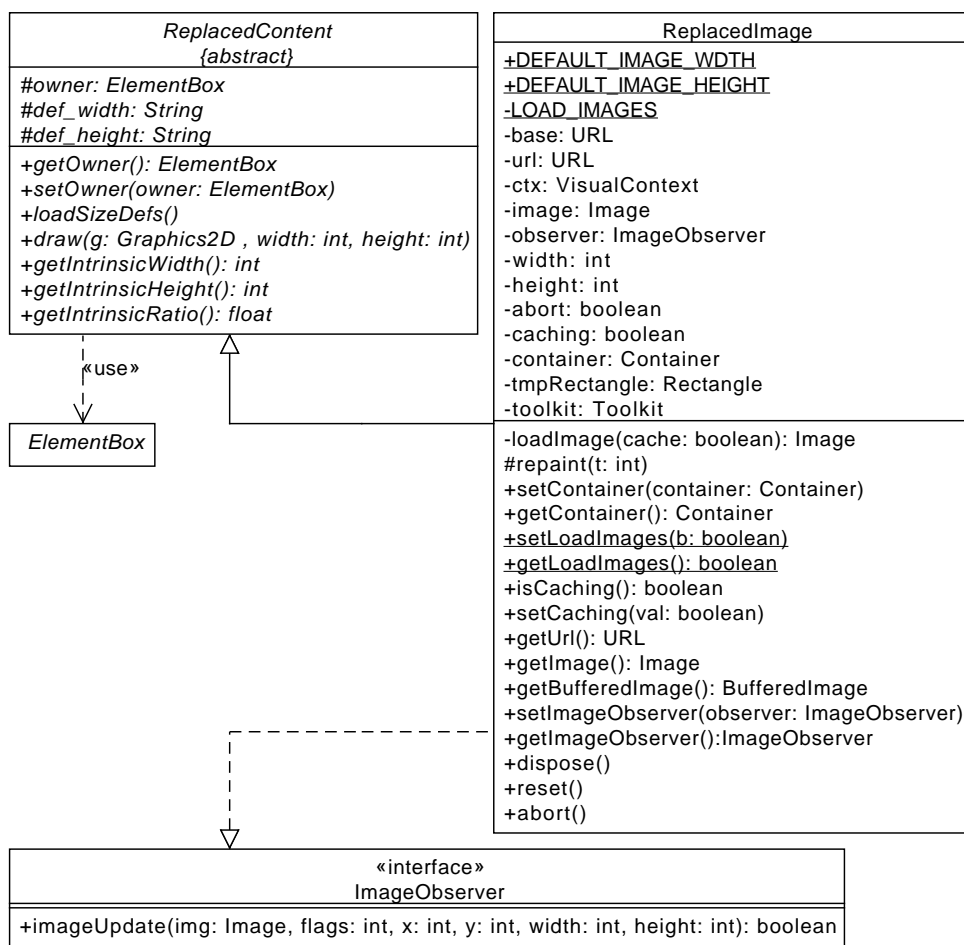 ReplacedContent
{abstract}
#owner: ElementBox
#def_width: String
#def_height: String
+getOwner(): ElementBox
+setOwner(owner: ElementBox)
+loadSizeDefs()
+draw(g: Graphics2D , width: int, height: int)
+getIntrinsicWidth(): int
+getIntrinsicHeight(): int
+getIntrinsicRatio(): float
«use»
ElementBox
ReplacedImage
+DEFAULT_IMAGE_WDTH
+DEFAULT_IMAGE_HEIGHT
-LOAD_IMAGES
-base: URL
-url: URL
-ctx: VisualContext
-image: Image
-observer: ImageObserver
-width: int
-height: int
-abort: boolean
-caching: boolean
-container: Container
-tmpRectangle: Rectangle
-toolkit: Toolkit
-loadImage(cache: boolean): Image
#repaint(t: int)
+setContainer(container: Container)
+getContainer(): Container
+setLoadImages(b: boolean)
+getLoadImages(): boolean
+isCaching(): boolean
+setCaching(val: boolean)
+getUrl(): URL
+getImage(): Image
+getBufferedImage(): BufferedImage
+setImageObserver(observer: ImageObserver)
+getImageObserver():ImageObserver
+dispose()
+reset()
+abort()
«interface»
ImageObserver
+imageUpdate(img: Image, flags: int, x: int, y: int, width: int, height: int): boolean